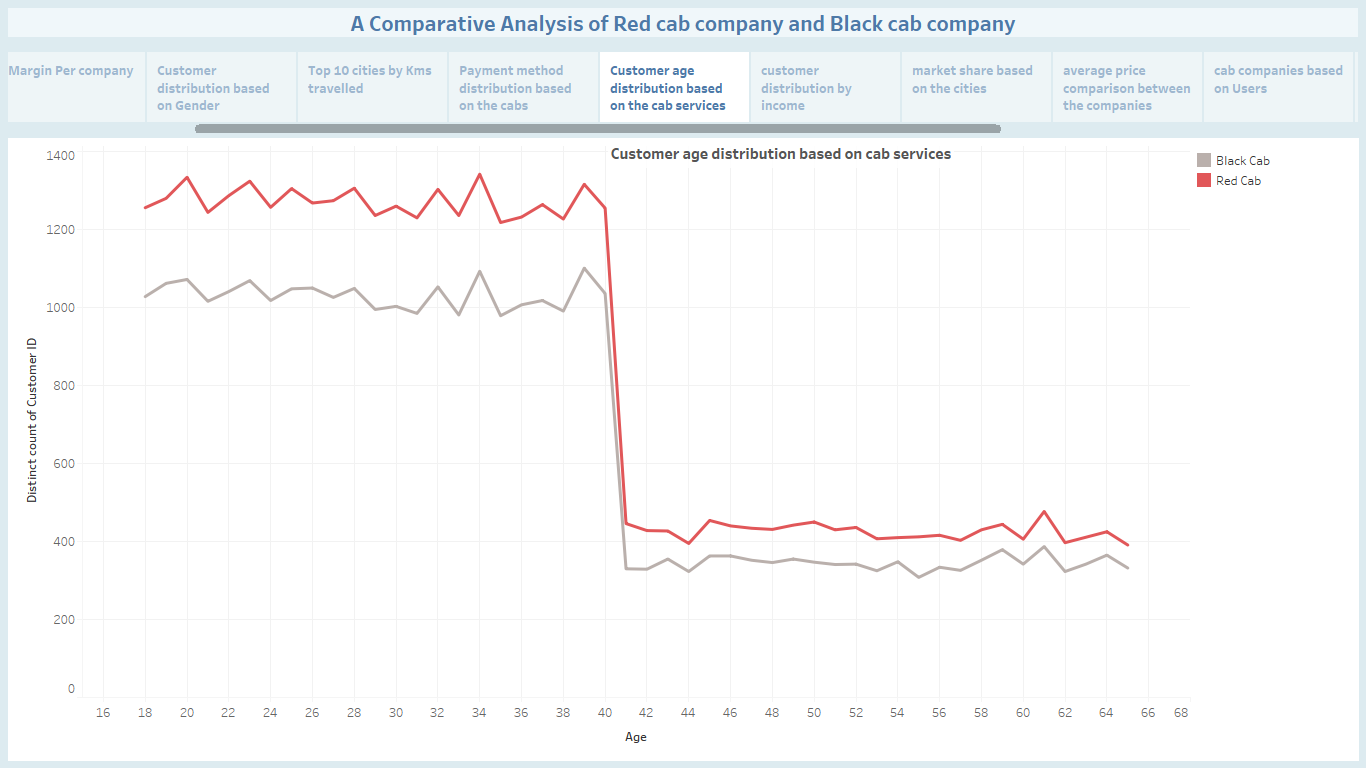 A Comparative Analysis of Red cab company and Black cab company
Margin Per company
Customer
distribution based
on Gender
Top 10 cities by Kms
travelled
Payment method
distribution based
on the cabs
Customer age
distribution based
on the cab services
customer
distribution by
income
market share based
on the cities
average price
comparison between
the companies
cab companies based
on Users
Customer age distribution based on cab services
Black Cab
Red Cab
Distinct count of Customer ID
1400
1200
1000
800
600
400
200
0
16 18 20 22 24 26 28 30 32 34 36 38 40 42 44 46 48 50 52 54 56 58 60 62 64 66 68
Age